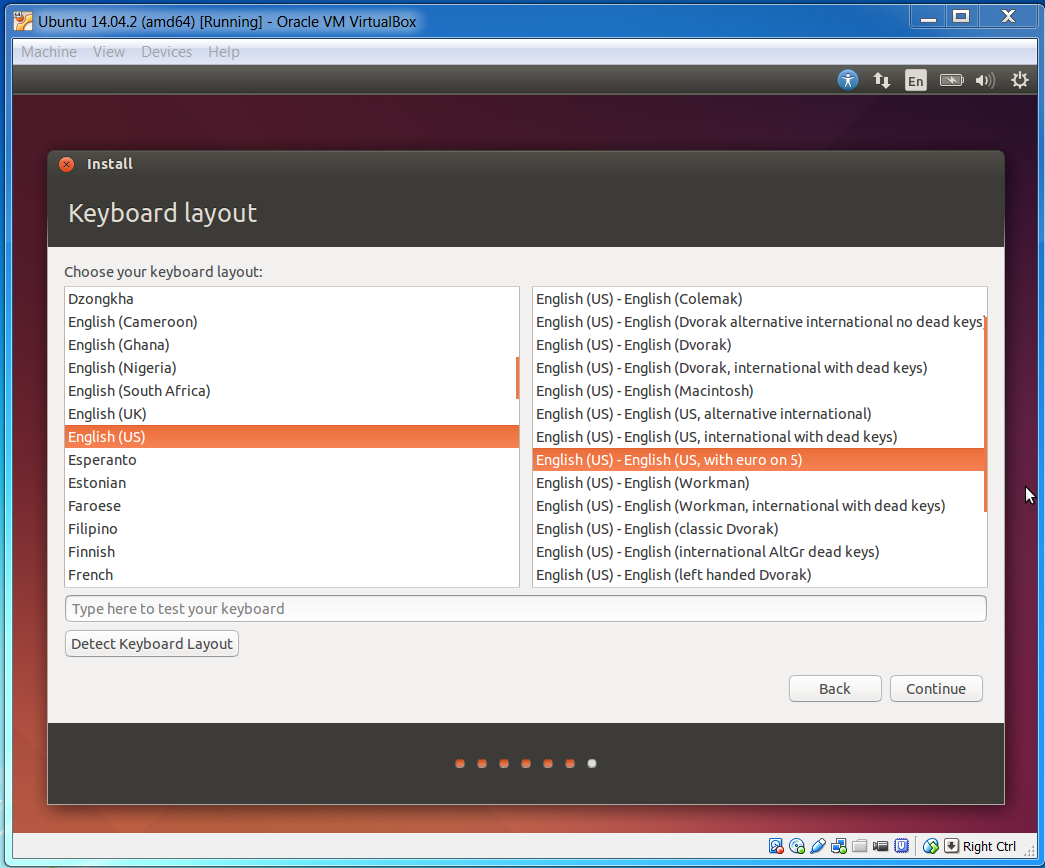 Ubuntu 14.04.2 (amd64) [Running] - Oracle VM VirtualBox
Machine View Devices Help
En
Install
Keyboard layout
Choose your keyboard layout:
Dzongkha
English (Cameroon)
English (Ghana)
English (Nigeria)
English (South Africa)
English (UK)
English (US)
Esperanto
Estonian
Faroese
Filipino
Finnish
French
English (US) - English (Colemak)
English (US) - English (Dvorak alternative international no dead keys)
English (US) - English (Dvorak)
English (US) - English (Dvorak, international with dead keys)
English (US) - English (Macintosh)
English (US) - English (US, alternative international)
English (US) - English (US, international with dead keys)
English (US) - English (US, with euro on 5)
English (US) - English (Workman)
English (US) - English (Workman, international with dead keys)
English (US) - English (classic Dvorak)
English (US) - English (international AltGr dead keys)
English (US) - English (left handed Dvorak)
Type here to test your keyboard
Detect Keyboard Layout
Back Continue
Right Ctrl